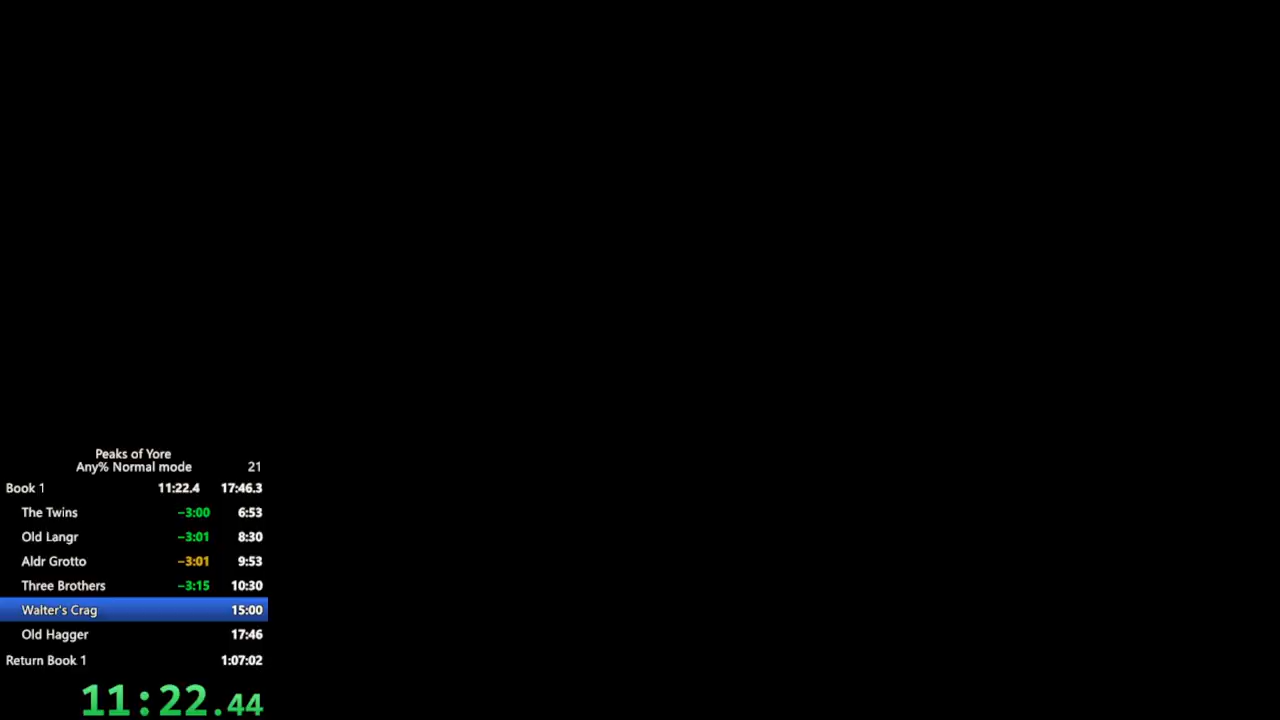 Peaks of Yore
Any% Normal mode 21
Book 1 11:22.4 17:46.3
The Twins −3:00 6:53
Old Langr −3:01 8:30
Aldr Grotto −3:01 9:53
Three Brothers −3:15 10:30
Walter's Crag 15:00
Old Hagger 17:46
Return Book 1 1:07:02
11:22.44